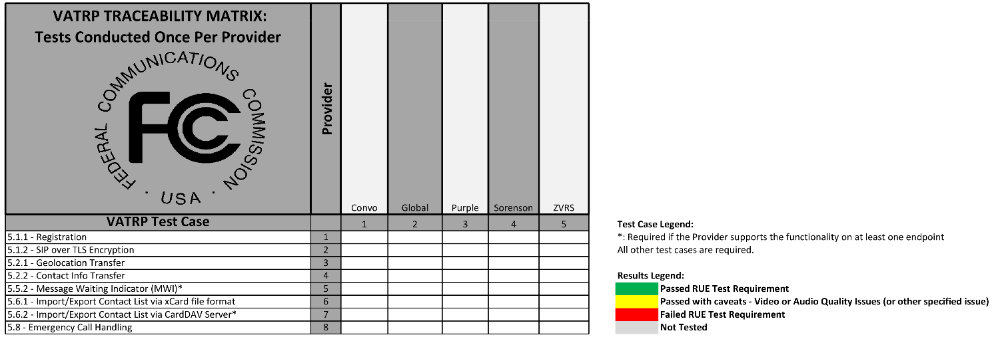 VATRP TRACEABILITY MATRIX:
Tests Conducted Once Per Provider
FEDERAL COMMUNICATIONS COMMISSION
FCC
· USA ·
Provider
Convo Global Purple Sorenson ZVRS
VATRP Test Case 1 2 3 4 5
5.1.1 - Registration 1
5.1.2 - SIP over TLS Encryption 2
5.2.1 - Geolocation Transfer 3
5.2.2 - Contact Info Transfer 4
5.5.2 - Message Waiting Indicator (MWI)* 5
5.6.1 - Import/Export Contact List via xCard file format 6
5.6.2 - Import/Export Contact List via CardDAV Server* 7
5.8 - Emergency Call Handling 8
Test Case Legend:
*: Required if the Provider supports the functionality on at least one endpoint
All other test cases are required.
Results Legend:
Passed RUE Test Requirement
Passed with caveats - Video or Audio Quality Issues (or other specified issue)
Failed RUE Test Requirement
Not Tested